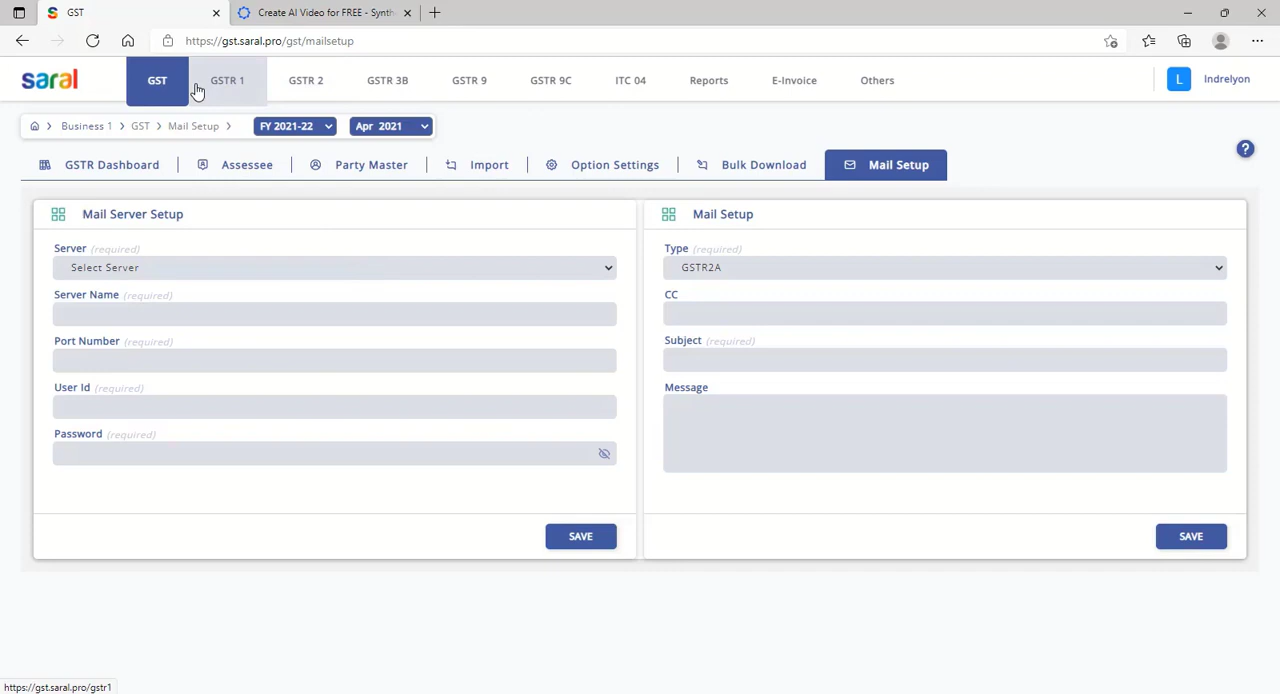 GST
Create AI Video for FREE - Synth
https://gst.saral.pro/gst/mailsetup
saral
GST GSTR 1 GSTR 2 GSTR 3B GSTR 9 GSTR 9C ITC 04 Reports E-Invoice Others L Indrelyon
Business 1 GST Mail Setup FY 2021-22 Apr 2021
?
GSTR Dashboard Assessee Party Master Import Option Settings Bulk Download Mail Setup
Mail Server Setup
Server (required)
Select Server
Server Name (required)
Port Number (required)
User Id (required)
Password (required)
SAVE
Mail Setup
Type (required)
GSTR2A
CC
Subject (required)
Message
SAVE
https://gst.saral.pro/gstr1